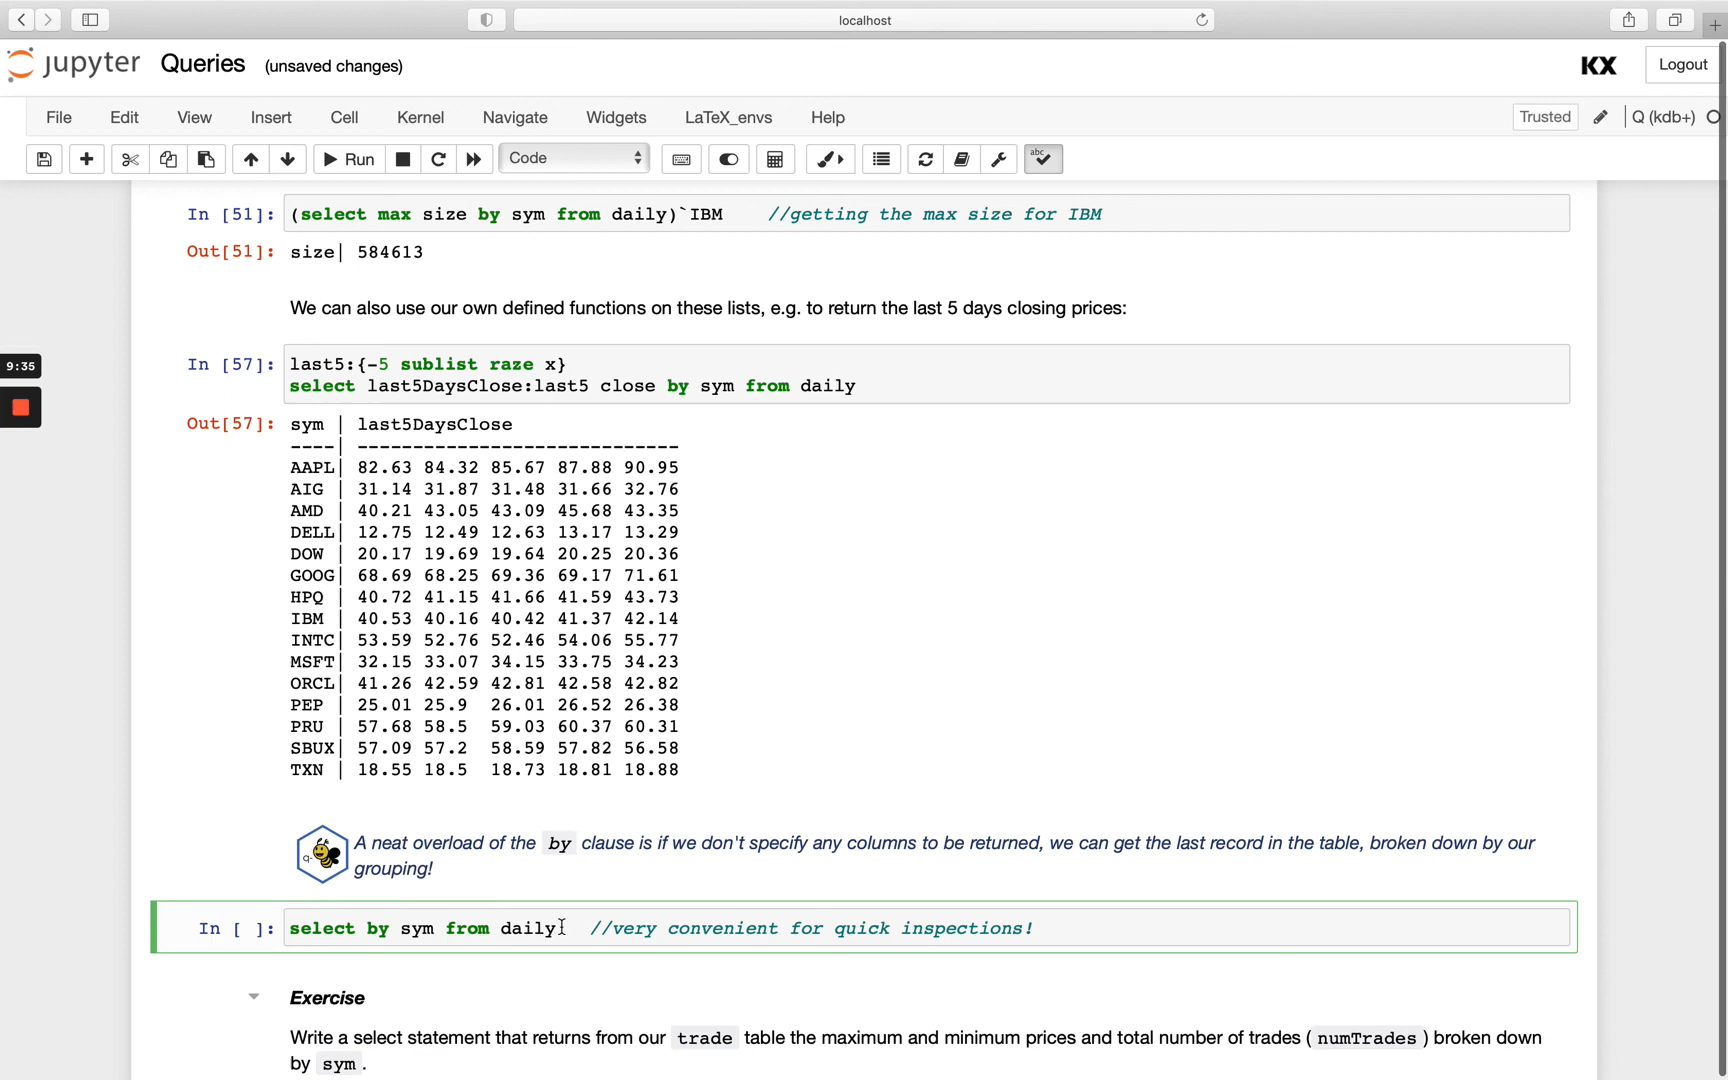 localhost
jupyter Queries (unsaved changes) KX Logout
File Edit View Insert Cell Kernel Navigate Widgets LaTeX_envs Help Trusted Q (kdb+)
Run Code abc
In [51]: (select max size by sym from daily)`IBM //getting the max size for IBM
Out[51]: size| 584613
We can also use our own defined functions on these lists, e.g. to return the last 5 days closing prices:
9:35
In [57]: last5:{-5 sublist raze x}
select last5DaysClose:last5 close by sym from daily
Out[57]: sym | last5DaysClose
----| -----------------------------
AAPL| 82.63 84.32 85.67 87.88 90.95
AIG | 31.14 31.87 31.48 31.66 32.76
AMD | 40.21 43.05 43.09 45.68 43.35
DELL| 12.75 12.49 12.63 13.17 13.29
DOW | 20.17 19.69 19.64 20.25 20.36
GOOG| 68.69 68.25 69.36 69.17 71.61
HPQ | 40.72 41.15 41.66 41.59 43.73
IBM | 40.53 40.16 40.42 41.37 42.14
INTC| 53.59 52.76 52.46 54.06 55.77
MSFT| 32.15 33.07 34.15 33.75 34.23
ORCL| 41.26 42.59 42.81 42.58 42.82
PEP | 25.01 25.9 26.01 26.52 26.38
PRU | 57.68 58.5 59.03 60.37 60.31
SBUX| 57.09 57.2 58.59 57.82 56.58
TXN | 18.55 18.5 18.73 18.81 18.88
q- A neat overload of the by clause is if we don't specify any columns to be returned, we can get the last record in the table, broken down by our
grouping!
In [ ]: select by sym from daily //very convenient for quick inspections!
Exercise
Write a select statement that returns from our trade table the maximum and minimum prices and total number of trades ( numTrades ) broken down
by sym .